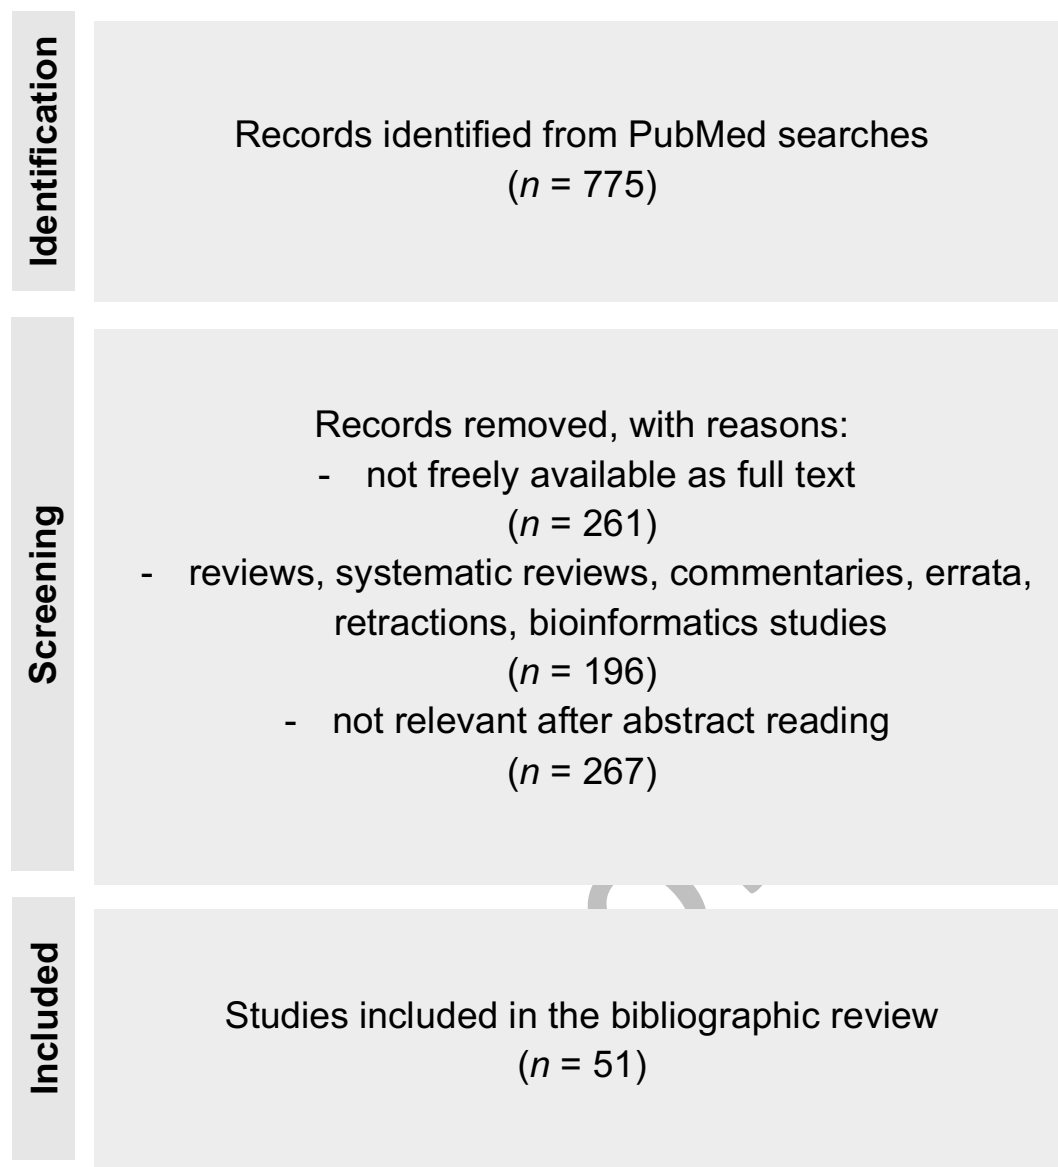 Identification
Records identified from PubMed searches
(n = 775)
Screening
Records removed, with reasons:
- not freely available as full text
(n = 261)
- reviews, systematic reviews, commentaries, errata,
retractions, bioinformatics studies
(n = 196)
- not relevant after abstract reading
(n = 267)
Included
Studies included in the bibliographic review
(n = 51)